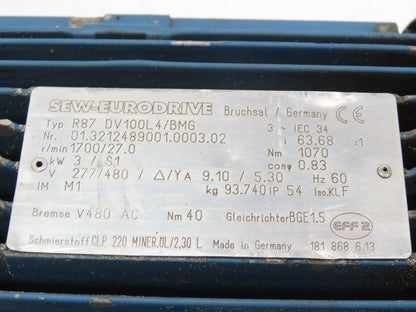 SEW-EURODRIVE Bruchsal / Germany CE
Typ R87 DV100L4/BMG 3~ IEC 34
Nr. 01.3212489001.0003.02 i 63.68 :1
r/min 1700/27.0 Nm 1070
kW 3 / S1 cosφ 0.83
V 277/480 / Δ/YA 9.10 / 5.30 Hz 60
IM M1 kg 93.740 IP 54 Iso.Kl.F
Bremse V480 AC Nm 40 Gleichrichter BGE1.5 EFF2
Schmierstoff CLP 220 MINER.ÖL/2,30 L Made in Germany 181 868 6.13